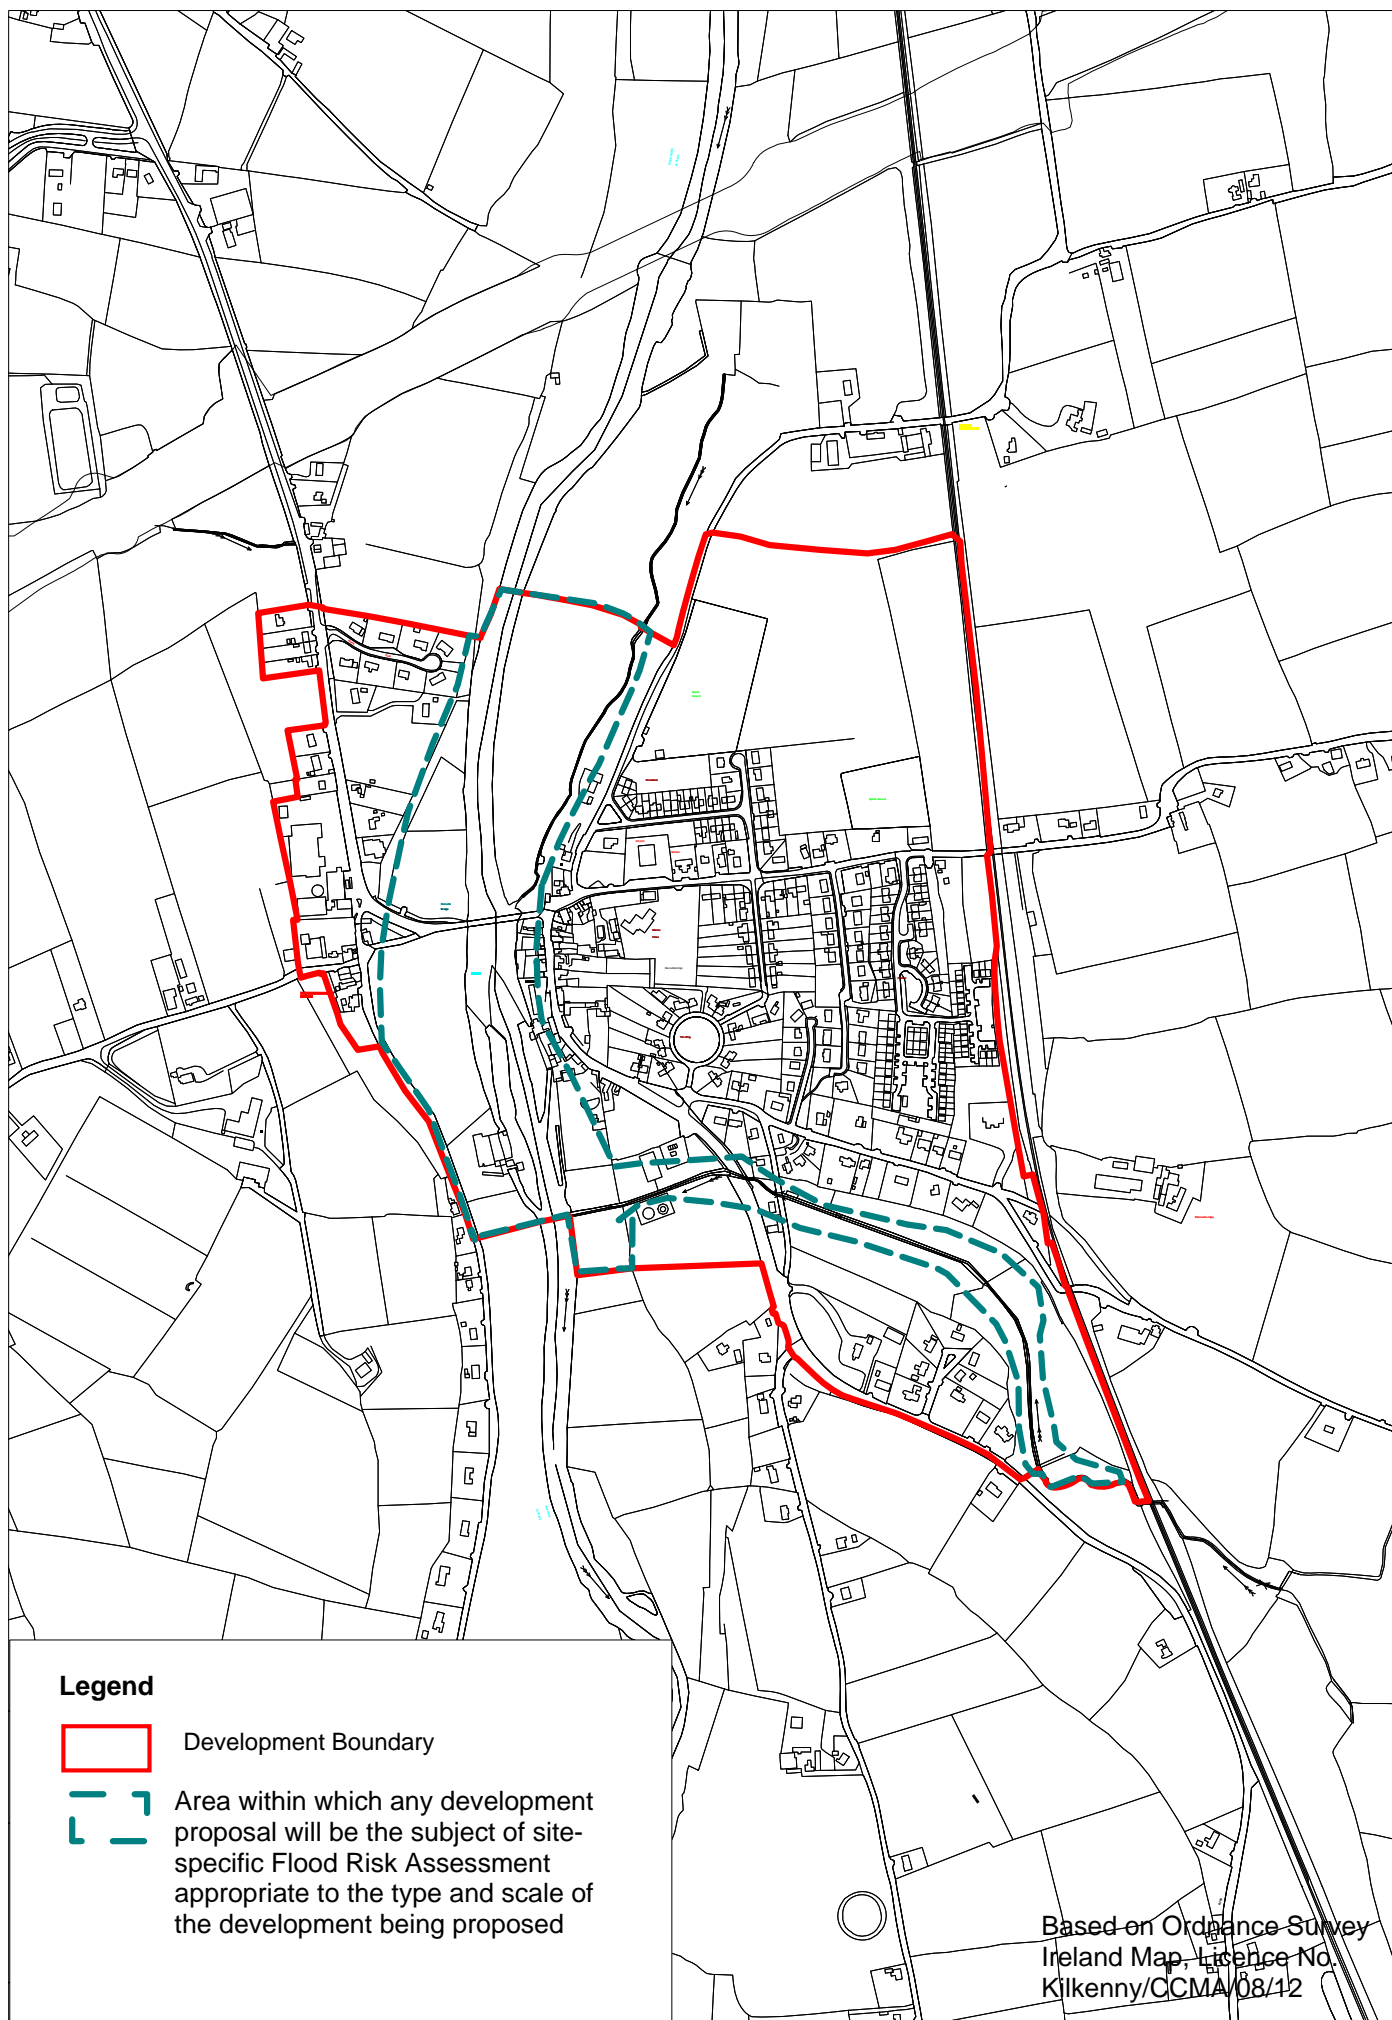 Legend
Development Boundary
Area within which any development
proposal will be the subject of site-
specific Flood Risk Assessment
appropriate to the type and scale of
the development being proposed
Based on Ordnance Survey
Ireland Map, Licence No.
Kilkenny/CCMA/08/12